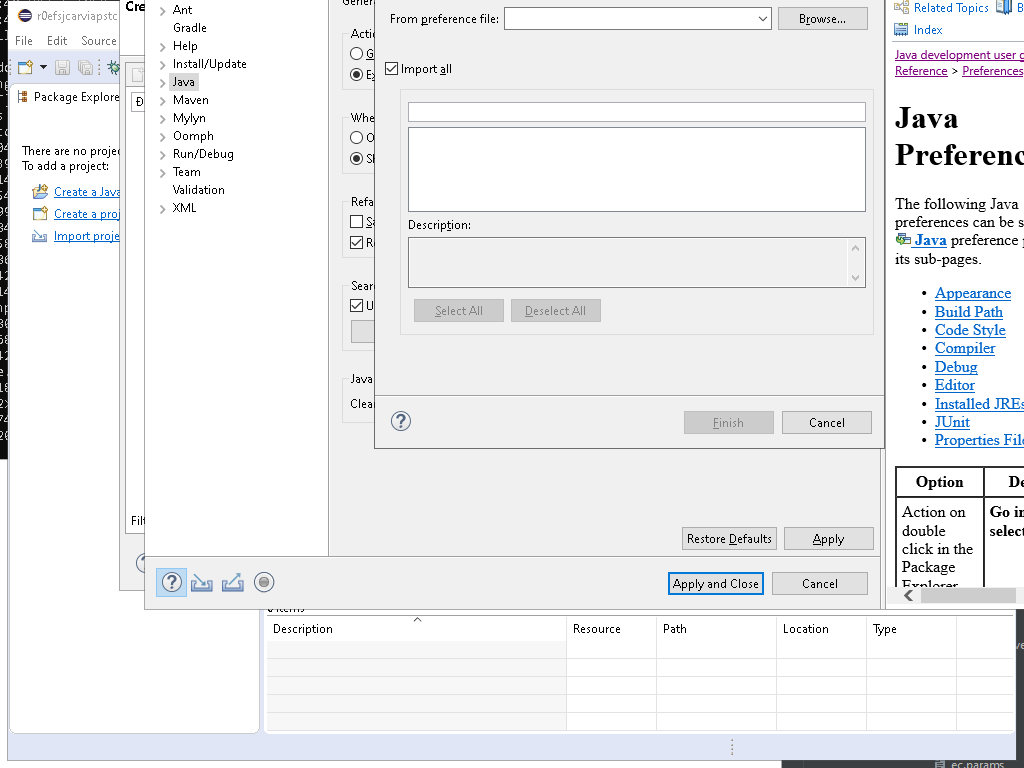 r0efsjcarviapstc
File Edit Source
Package Explore
There are no proje
To add a project:
Create a Java
Create a proj
Import proje
Cre
Filt
Ant
Gradle
Help
Install/Update
Java
Maven
Mylyn
Oomph
Run/Debug
Team
Validation
XML
Genera
Actio
Whe
Refa
Sear
Java
Clea
From preference file:
Browse...
Import all
Description:
Select All Deselect All
Finish Cancel
Restore Defaults Apply
Apply and Close Cancel
Related Topics B
Index
Java development user g
Reference > Preferences
Java
Preferenc
The following Java
preferences can be s
Java preference p
its sub-pages.
• Appearance
• Build Path
• Code Style
• Compiler
• Debug
• Editor
• Installed JREs
• JUnit
• Properties File
Option De
Action on
double
click in the
Package
Explorer
Go in
select
items
Description Resource Path Location Type
ec.params